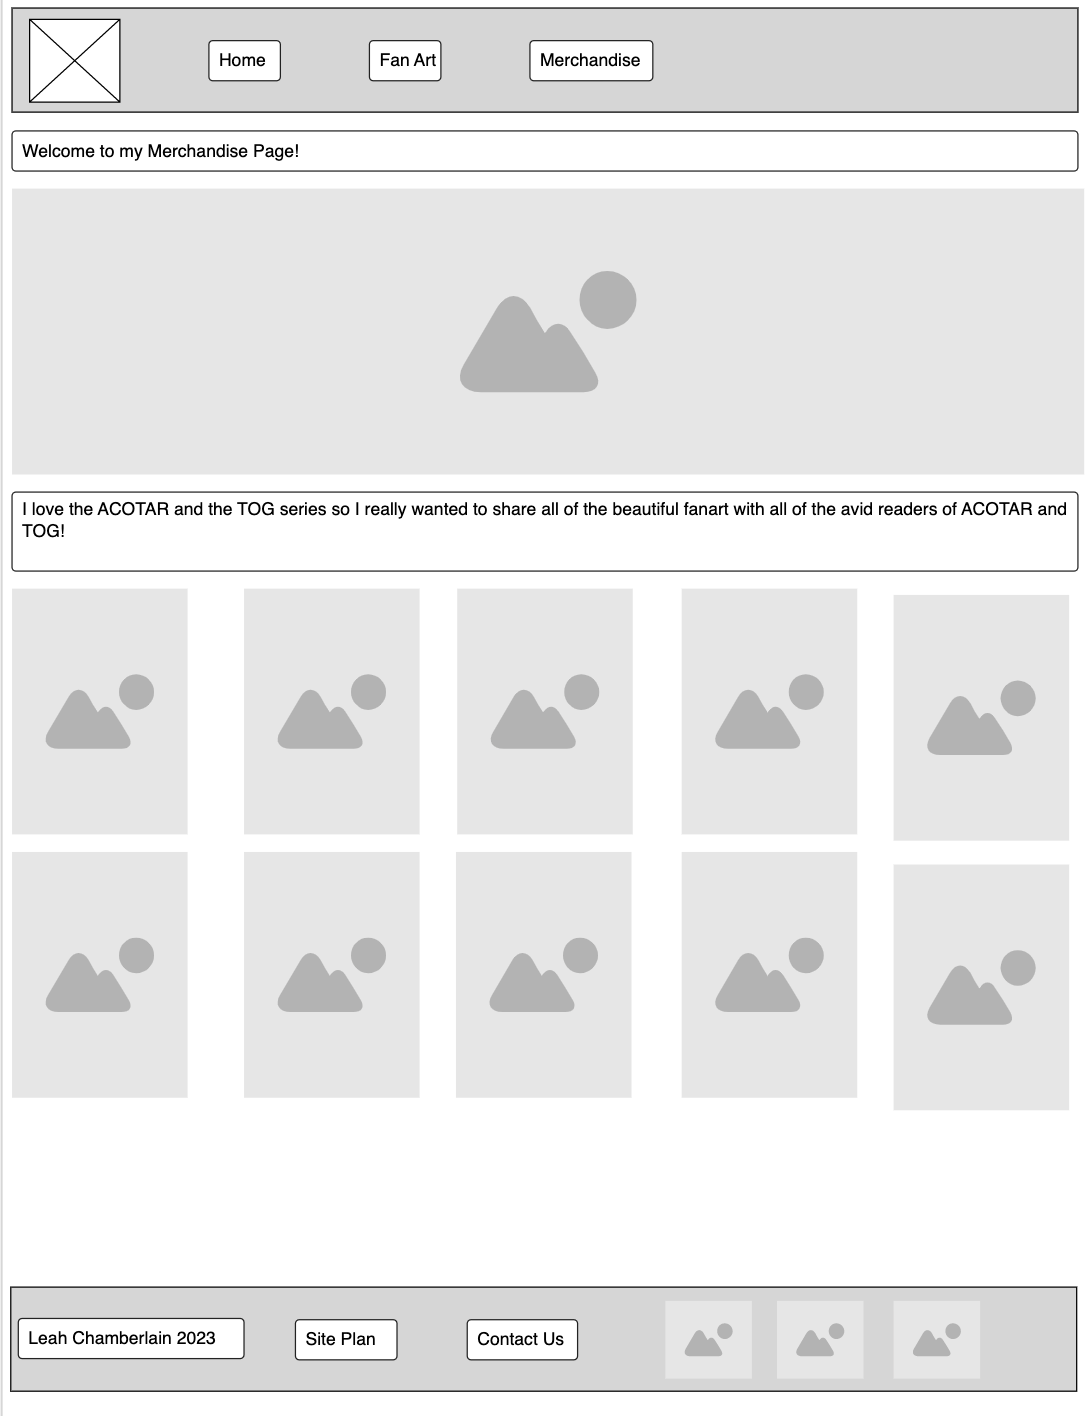 Home
Fan Art
Merchandise
Welcome to my Merchandise Page!
I love the ACOTAR and the TOG series so I really wanted to share all of the beautiful fanart with all of the avid readers of ACOTAR and
TOG!
Leah Chamberlain 2023
Site Plan
Contact Us